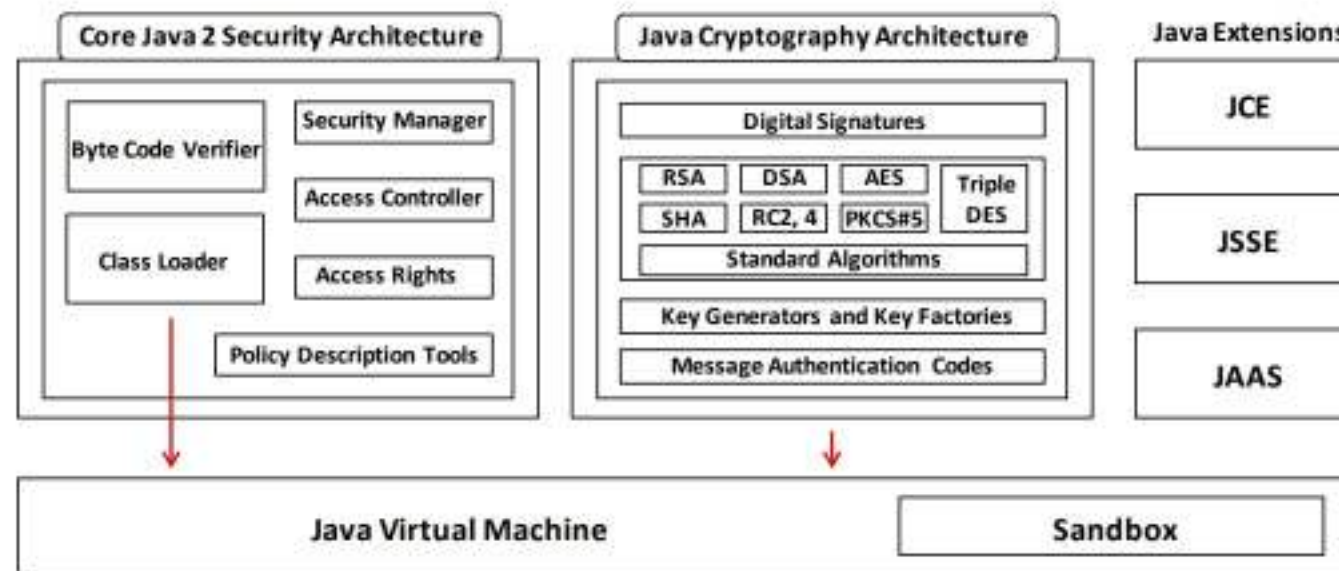 Core Java 2 Security Architecture
Byte Code Verifier
Class Loader
Security Manager
Access Controller
Access Rights
Policy Description Tools
Java Cryptography Architecture
Digital Signatures
RSA DSA AES Triple
SHA RC2, 4 PKCS#5 DES
Standard Algorithms
Key Generators and Key Factories
Message Authentication Codes
Java Extensions
JCE
JSSE
JAAS
Java Virtual Machine
Sandbox